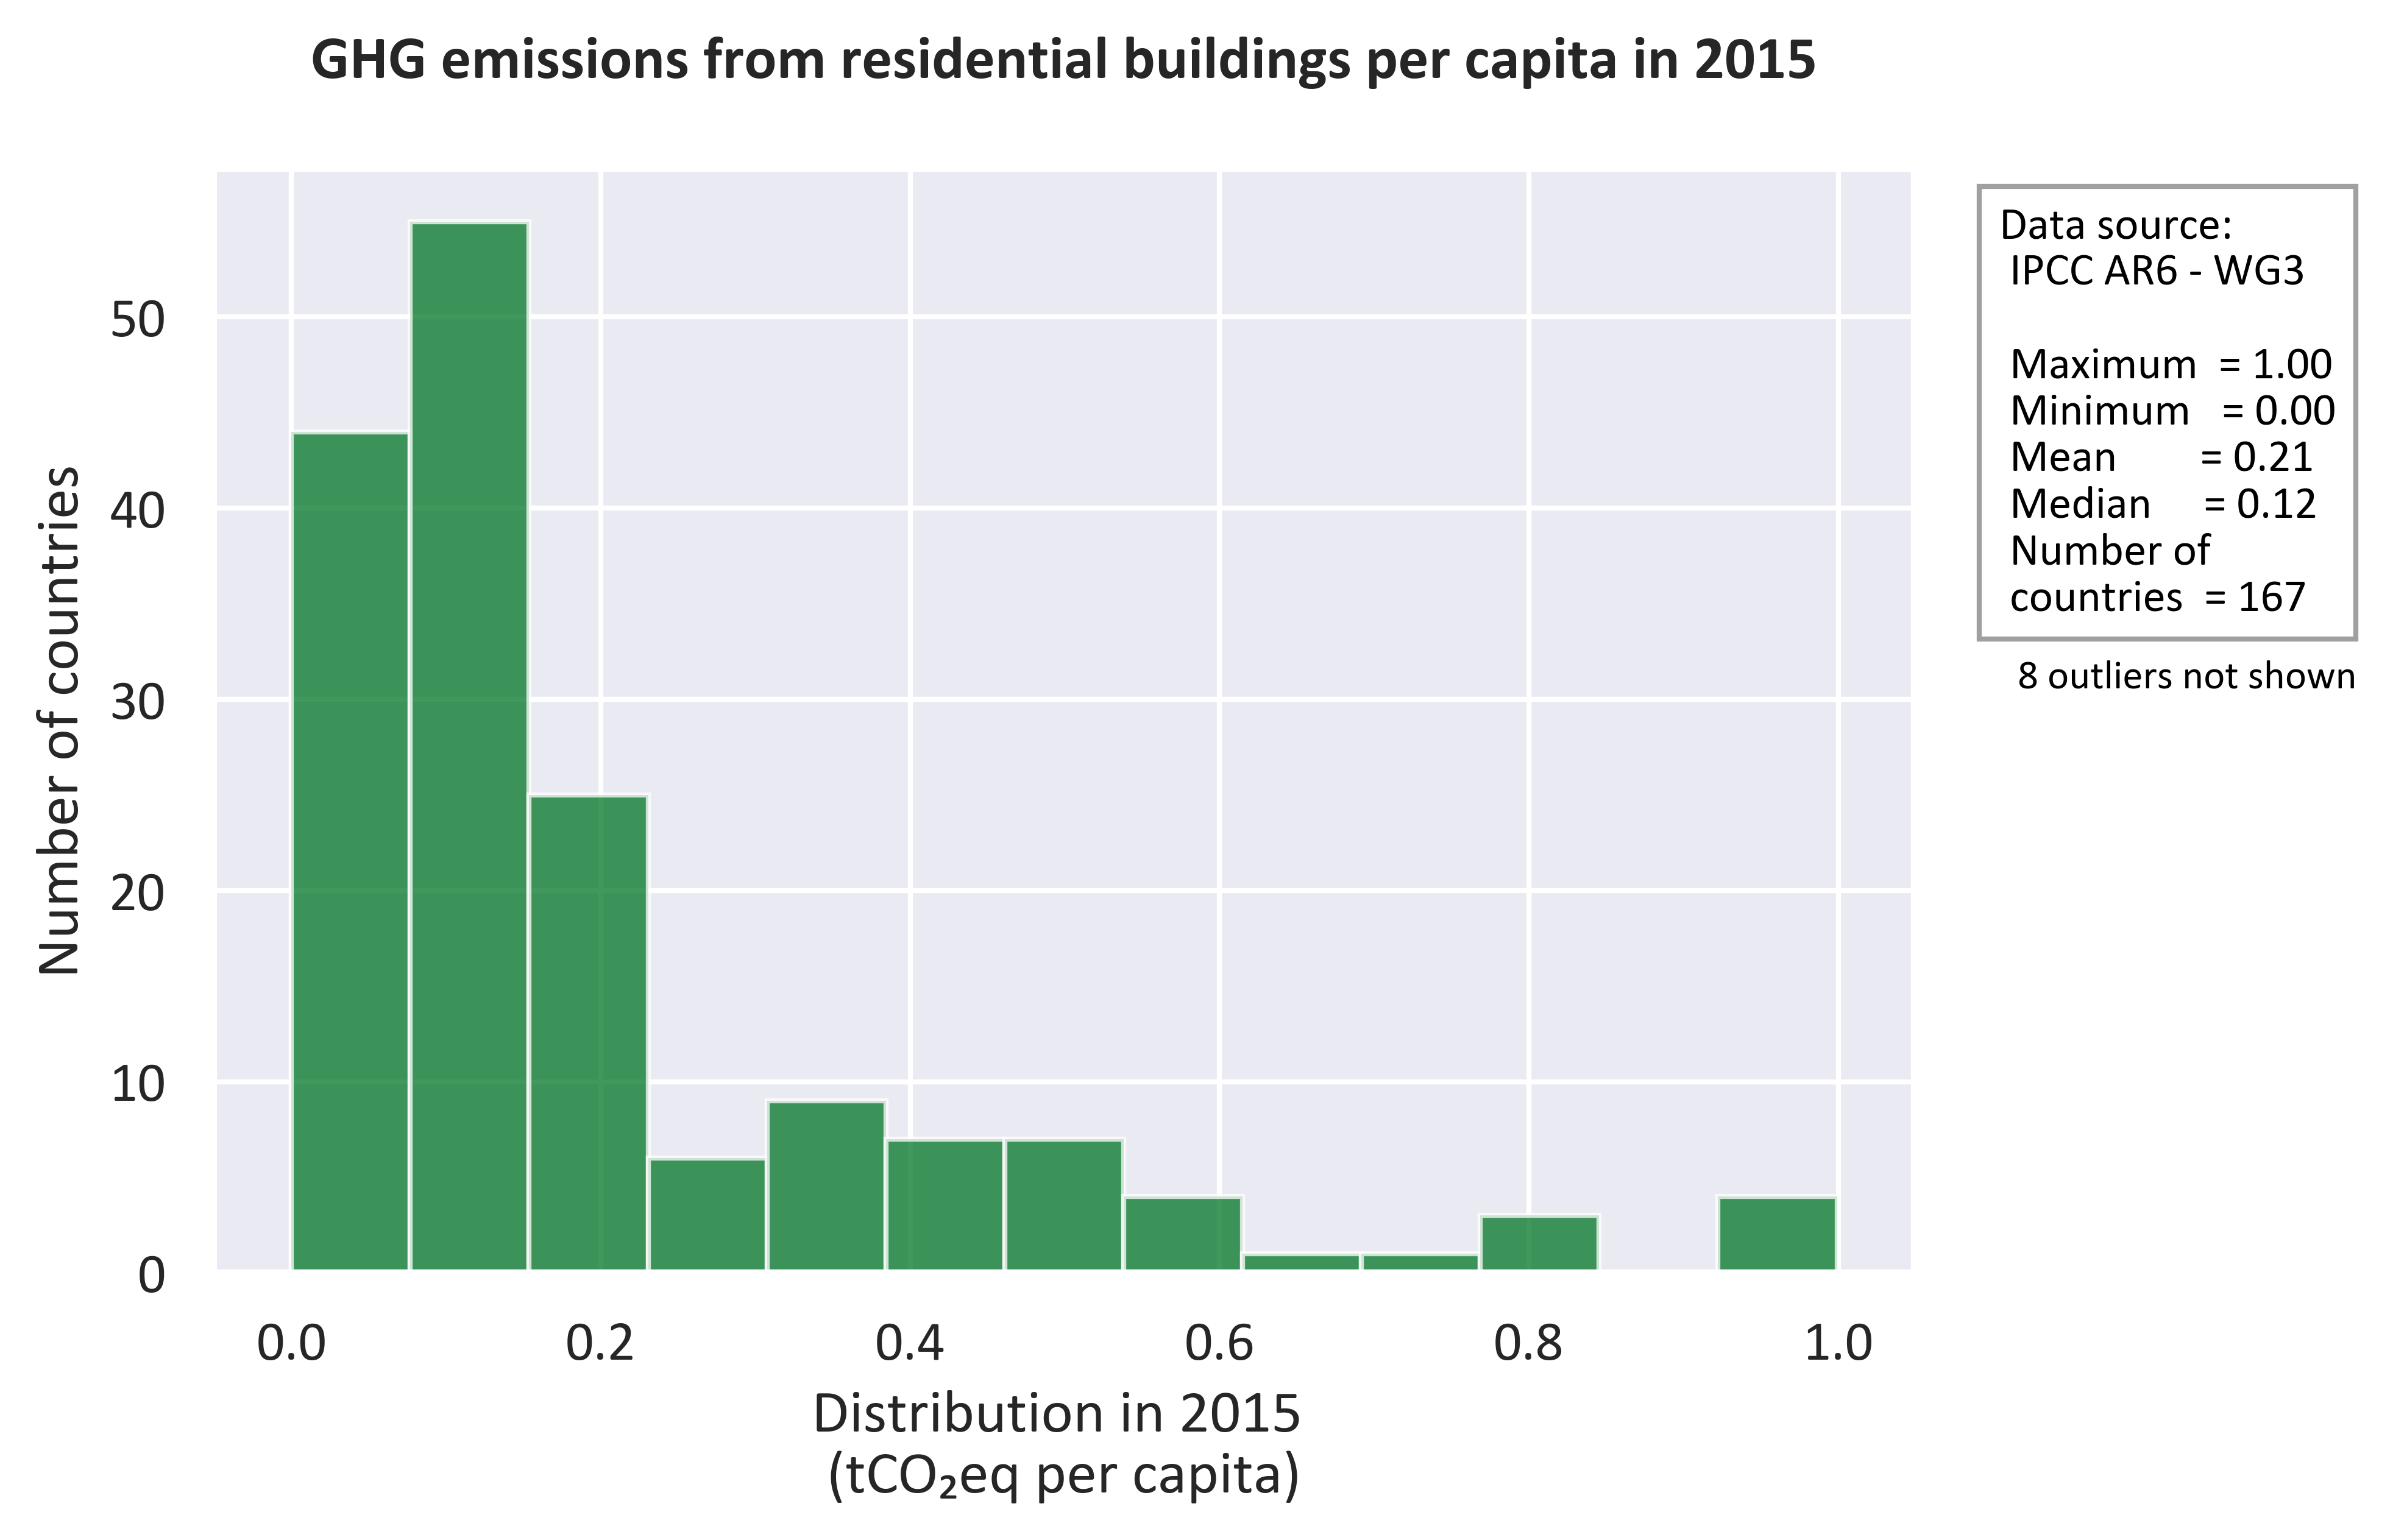 GHG emissions from residential buildings per capita in 2015
Number of countries
50
40
30
20
10
0
0.0 0.2 0.4 0.6 0.8 1.0
Distribution in 2015
(tCO₂eq per capita)
Data source:
IPCC AR6 - WG3
Maximum = 1.00
Minimum = 0.00
Mean = 0.21
Median = 0.12
Number of
countries = 167
8 outliers not shown